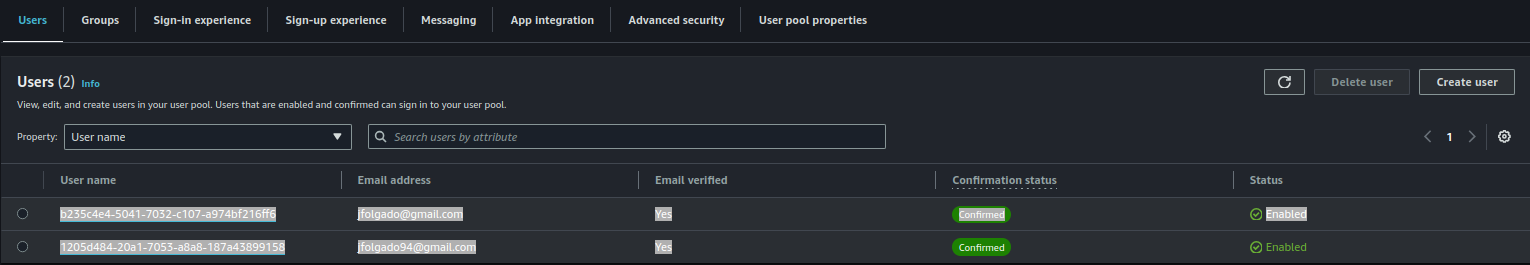 Users Groups Sign-in experience Sign-up experience Messaging App integration Advanced security User pool properties
Users (2) Info Delete user Create user
View, edit, and create users in your user pool. Users that are enabled and confirmed can sign in to your user pool.
Property: User name Search users by attribute 1
User name Email address Email verified Confirmation status Status
b235c4e4-5041-7032-c107-a974bf216ff6 jfolgado@gmail.com Yes Confirmed Enabled
1205d484-20a1-7053-a8a8-187a43899158 jfolgado94@gmail.com Yes Confirmed Enabled